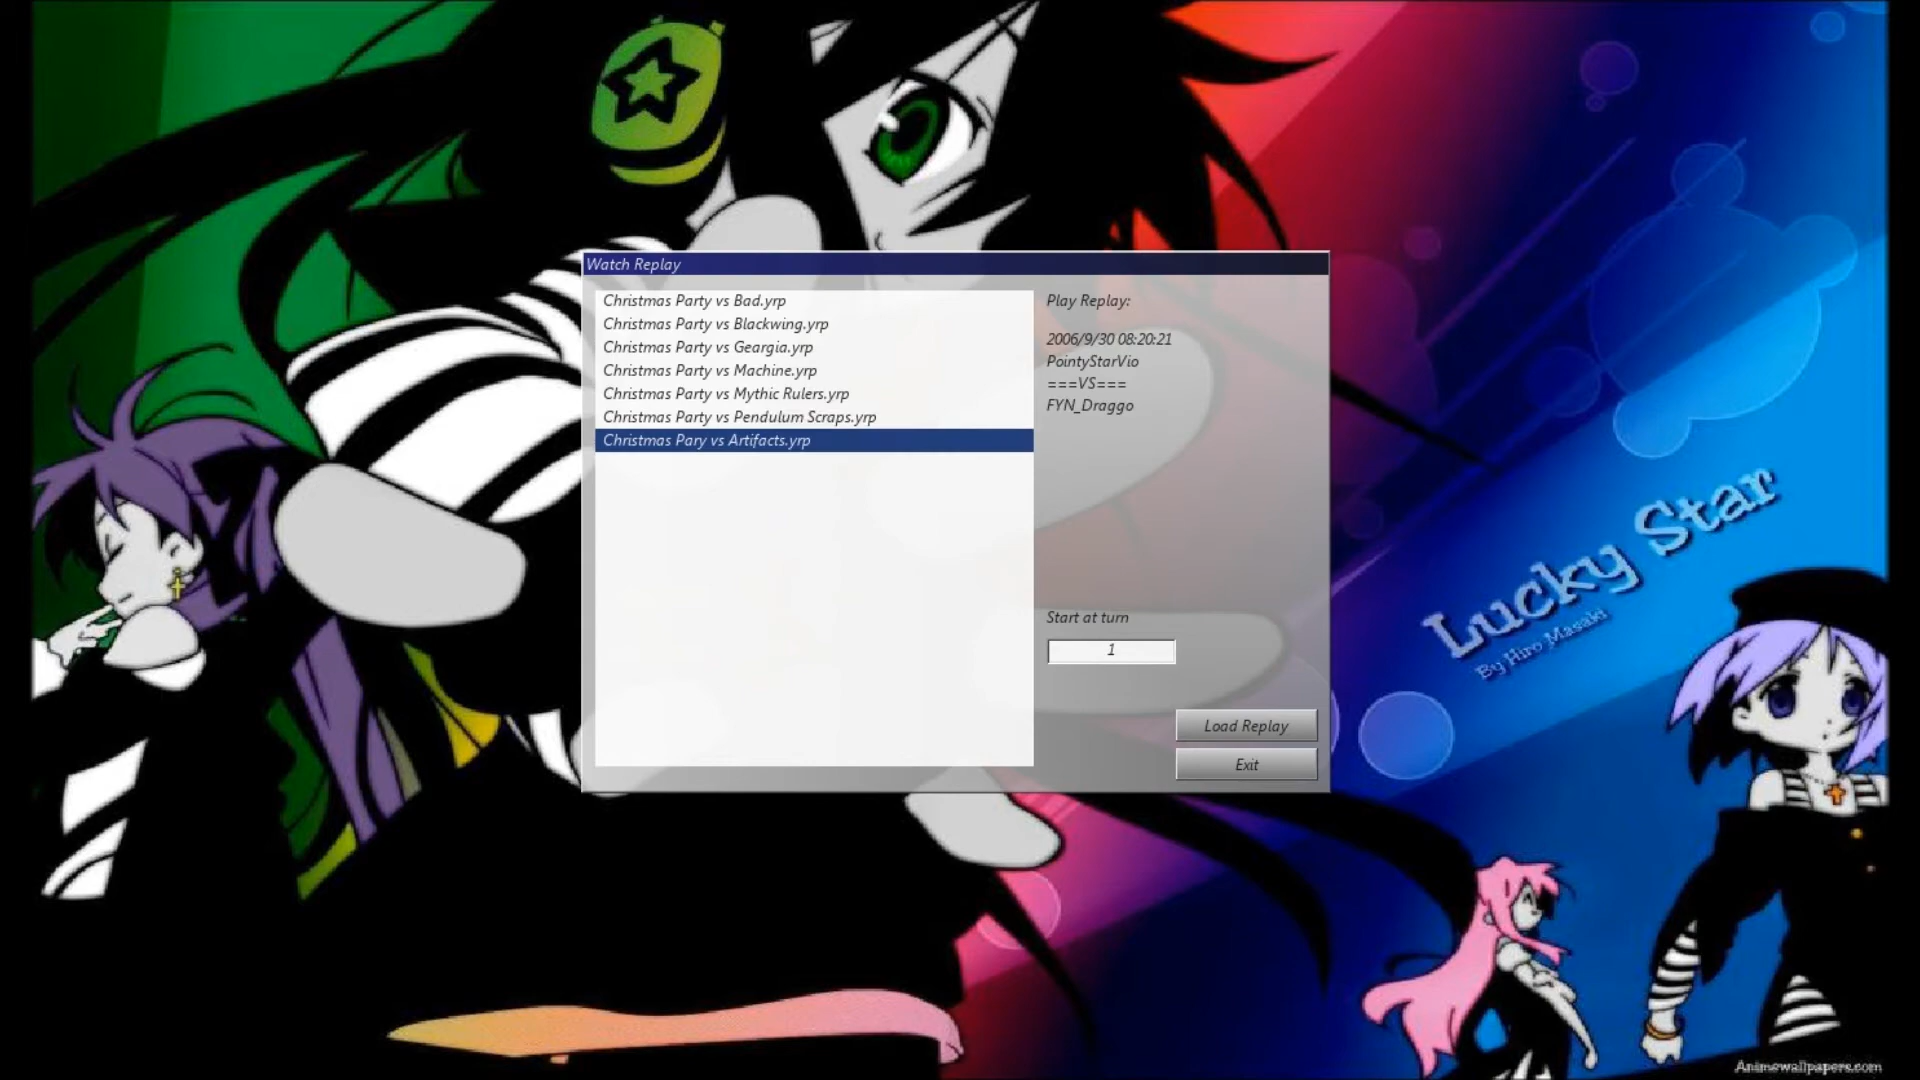 Watch Replay
Christmas Party vs Bad.yrp
Christmas Party vs Blackwing.yrp
Christmas Party vs Geargia.yrp
Christmas Party vs Machine.yrp
Christmas Party vs Mythic Rulers.yrp
Christmas Party vs Pendulum Scraps.yrp
Christmas Pary vs Artifacts.yrp
Play Replay:
2006/9/30 08:20:21
PointyStarVio
===VS===
FYN_Draggo
Start at turn
1
Load Replay
Exit
Lucky Star
By Hiro Masaki
Animewallpapers.com